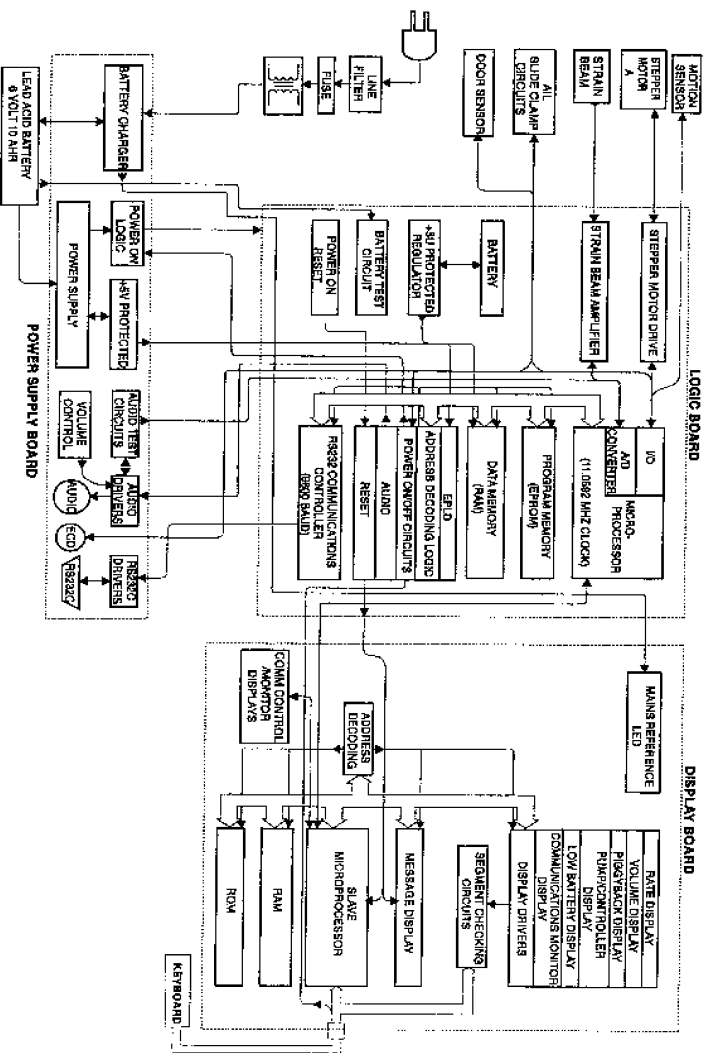 MOTION
SENSOR
STEPPER
MOTOR
A
STRAIN
BEAM
AIL
SLIDE CLAMP
CIRCUITS
DOOR SENSOR
LINE
FILTER
FUSE
LEAD ACID BATTERY
6 VOLT 10 AHR
BATTERY CHARGER
POWER ON
LOGIC
POWER SUPPLY
+5V PROTECTED
AUDIO TEST
CIRCUITS
VOLUME
CONTROL
AUDIO
DRIVERS
AUDIO
ECD
RS232C
DRIVERS
RS232C
POWER SUPPLY BOARD
LOGIC BOARD
STEPPER MOTOR DRIVE
STRAIN BEAM AMPLIFIER
BATTERY
+5U PROTECTED
REGULATOR
BATTERY TEST
CIRCUIT
POWER ON
RESET
I/O
A/D
CONVERTER
MICRO-
PROCESSOR
(11.0592 MHZ CLOCK)
PROGRAM MEMORY
(EPROM)
DATA MEMORY
(RAM)
EPLD
ADDRESS DECODING LOGIC
POWER ON/OFF CIRCUITS
AUDIO
RESET
RS232 COMMUNICATIONS
CONTROLLER
(9600 BAUD)
DISPLAY BOARD
MAINS REFERENCE
LED
COMM CONTROL
/MONITOR
DISPLAYS
ADDRESS
DECODING
RATE DISPLAY
VOLUME DISPLAY
PIGGYBACK DISPLAY
PUMP/CONTROLLER
DISPLAY
LOW BATTERY DISPLAY
COMMUNICATIONS MONITOR
DISPLAY
DISPLAY DRIVERS
SEGMENT CHECKING
CIRCUITS
MESSAGE DISPLAY
SLAVE
MICROPROCESSOR
RAM
ROM
KEYBOARD